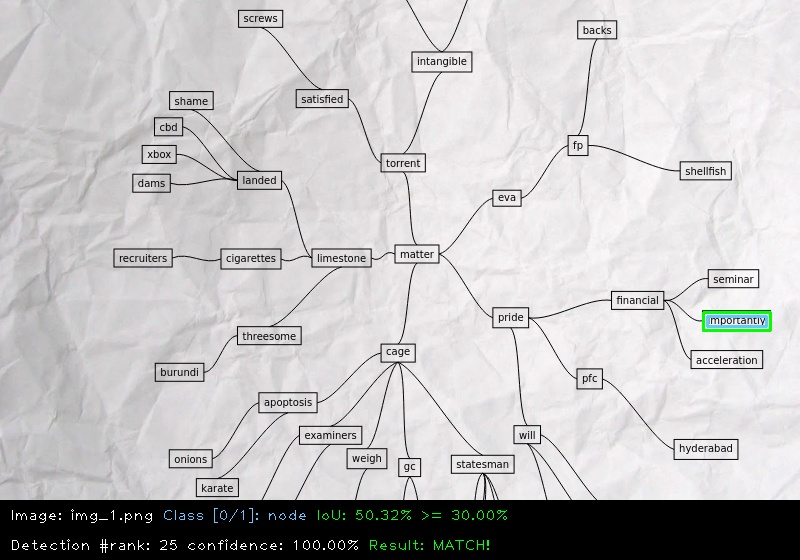 screws
backs
intangible
satisfied
shame
cbd
fp
xbox
torrent
shellfish
dams
landed
eva
matter
recruiters
cigarettes
limestone
seminar
financial
pride
mportantly
threesome
cage
acceleration
burundi
pfc
apoptosis
examiners
will
hyderabad
onions
weigh
gc
statesman
karate
Image: img_1.png Class [0/1]: node IoU: 50.32% >= 30.00%
Detection #rank: 25 confidence: 100.00% Result: MATCH!